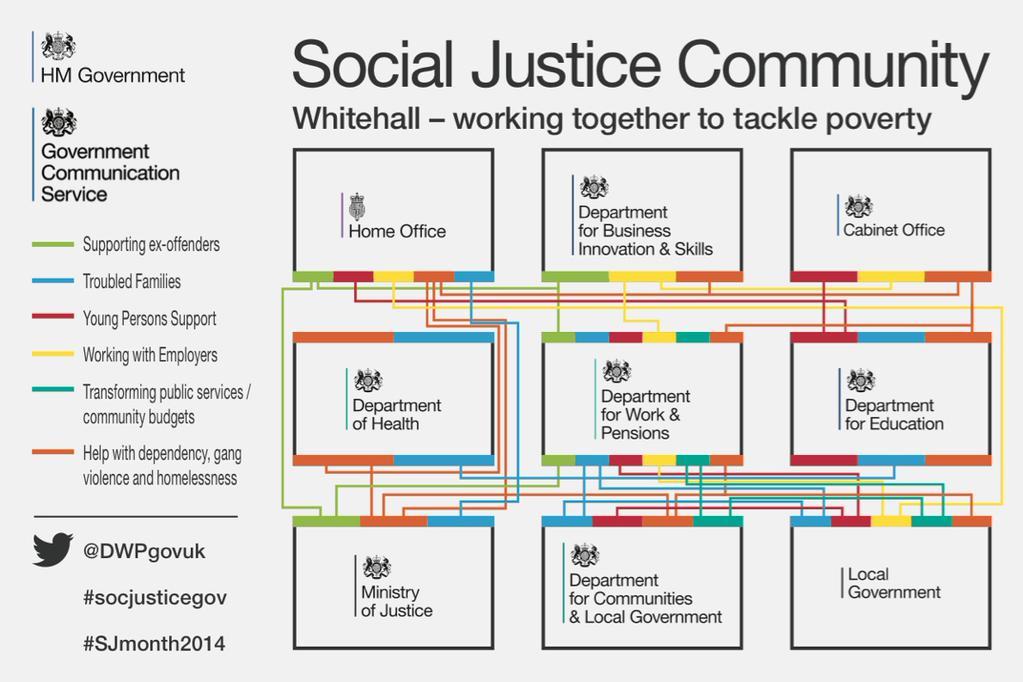 HM Government
Government
Communication
Service
Social Justice Community
Whitehall – working together to tackle poverty
Supporting ex-offenders
Troubled Families
Young Persons Support
Working with Employers
Transforming public services /
community budgets
Help with dependency, gang
violence and homelessness
@DWPgovuk
#socjusticegov
#SJmonth2014
Home Office
Department
for Business
Innovation & Skills
Cabinet Office
Department
of Health
Department
for Work &
Pensions
Department
for Education
Ministry
of Justice
Department
for Communities
& Local Government
Local
Government